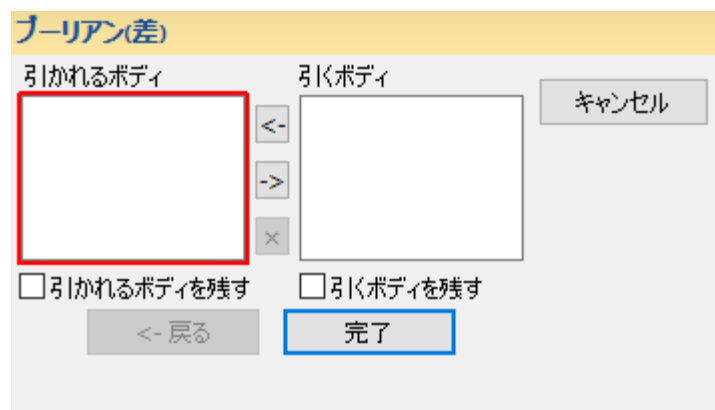 ブーリアン(差)
引かれるボディ
引くボディ
キャンセル
<-
->
×
引かれるボディを残す
引くボディを残す
<- 戻る
完了